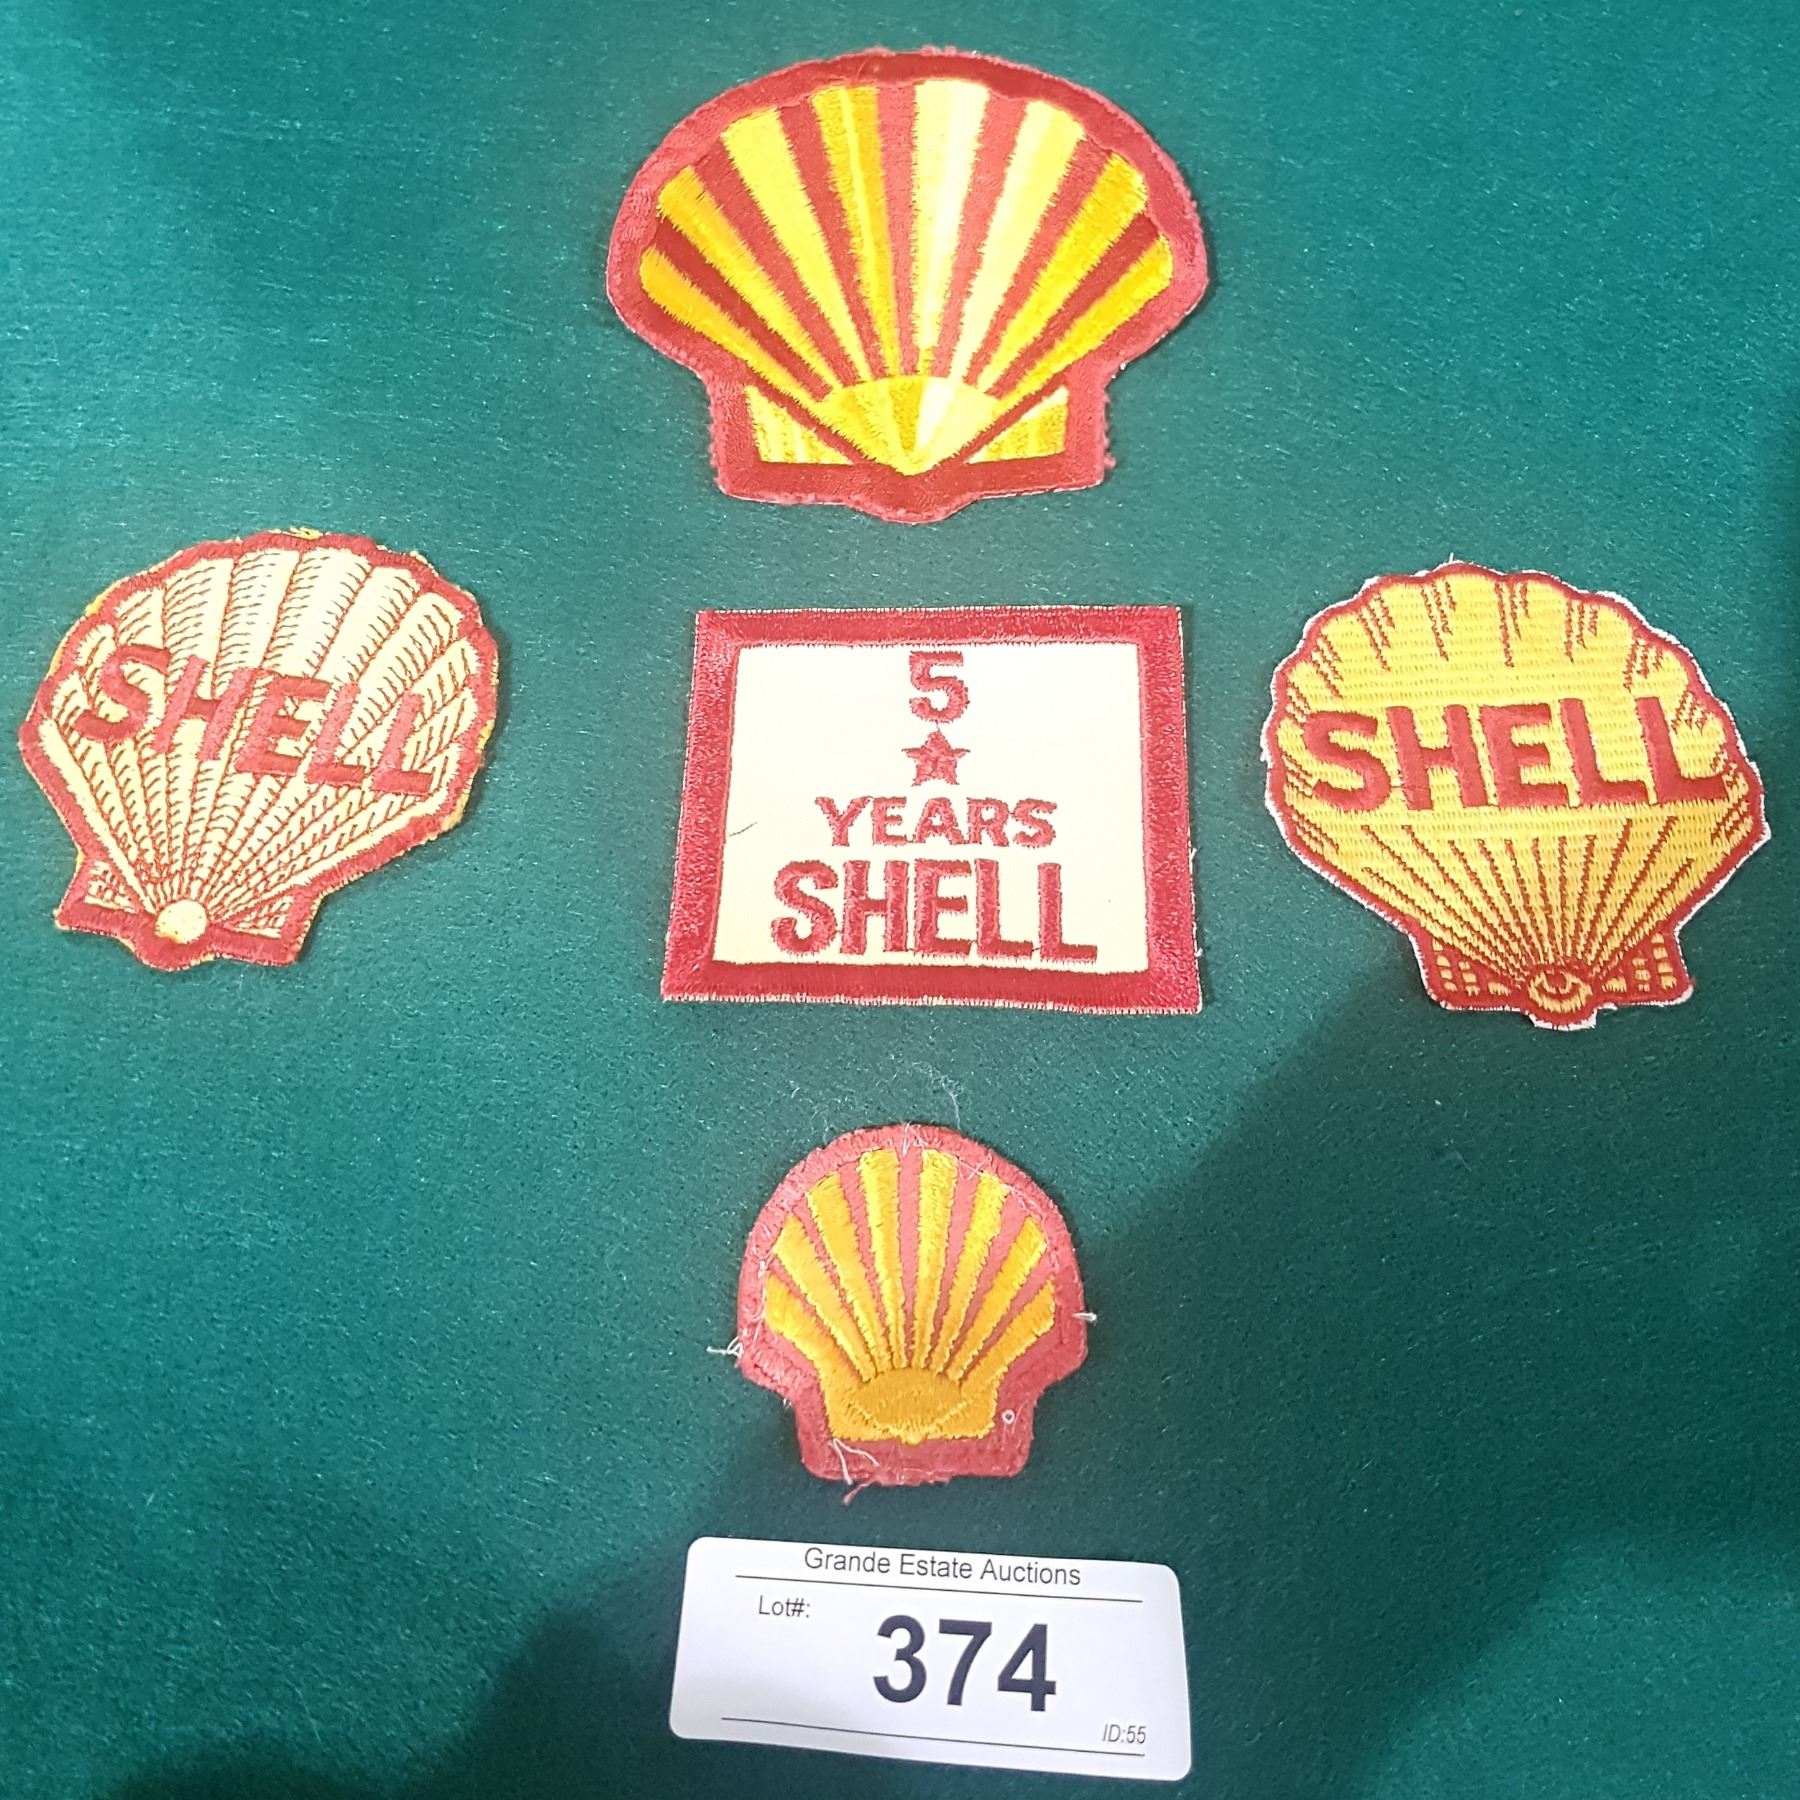 SHELL
5
YEARS
SHELL
SHELL
Grande Estate Auctions
Lot#:
374
ID:55